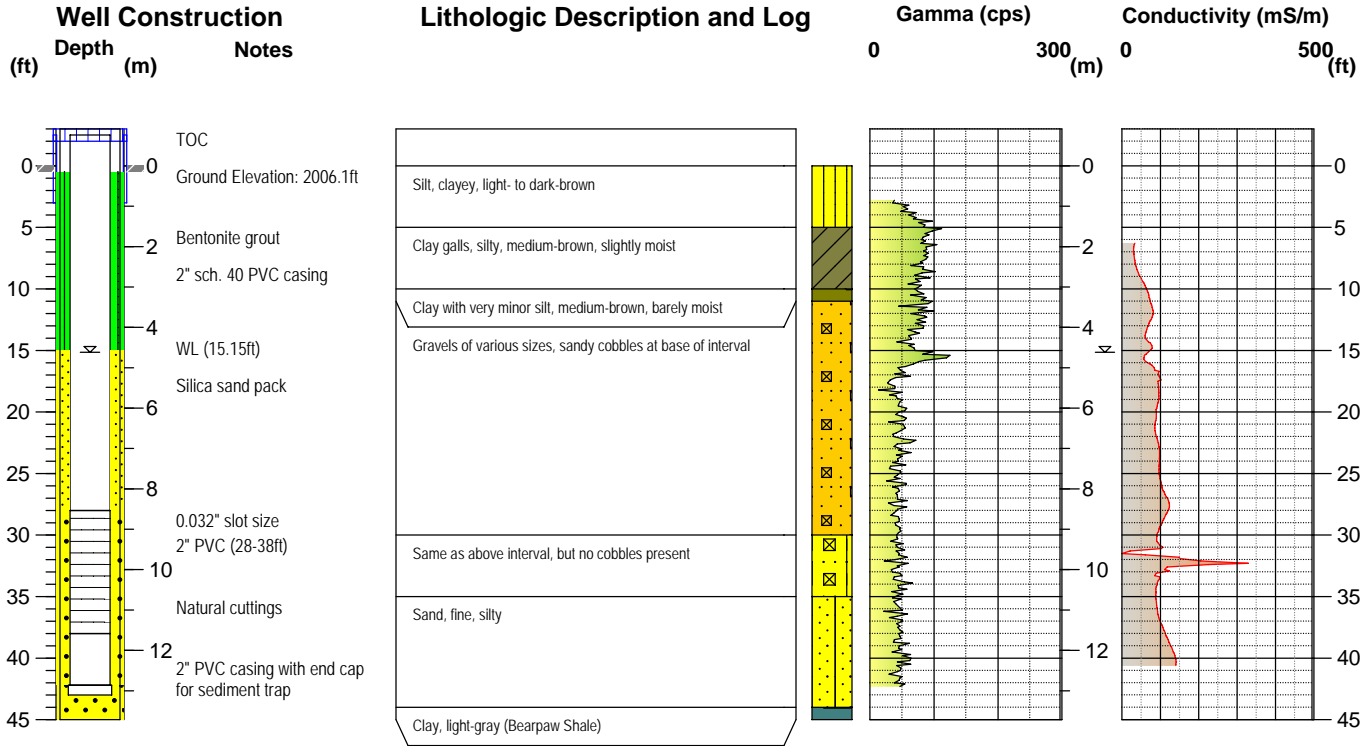 Well Construction
Lithologic Description and Log
Gamma (cps)
Conductivity (mS/m)
Depth
Notes
(ft)
(m)
0
300
(m)
0
500
(ft)
TOC
0
0
Ground Elevation: 2006.1ft
Silt, clayey, light- to dark-brown
0
0
5
Bentonite grout
2
Clay galls, silty, medium-brown, slightly moist
2
5
2" sch. 40 PVC casing
10
Clay with very minor silt, medium-brown, barely moist
10
4
4
WL (15.15ft)
Gravels of various sizes, sandy cobbles at base of interval
15
15
Silica sand pack
6
6
20
20
25
25
8
8
0.032" slot size
30
2" PVC (28-38ft)
Same as above interval, but no cobbles present
30
10
10
35
Natural cuttings
Sand, fine, silty
35
12
12
40
2" PVC casing with end cap
for sediment trap
40
45
Clay, light-gray (Bearpaw Shale)
45